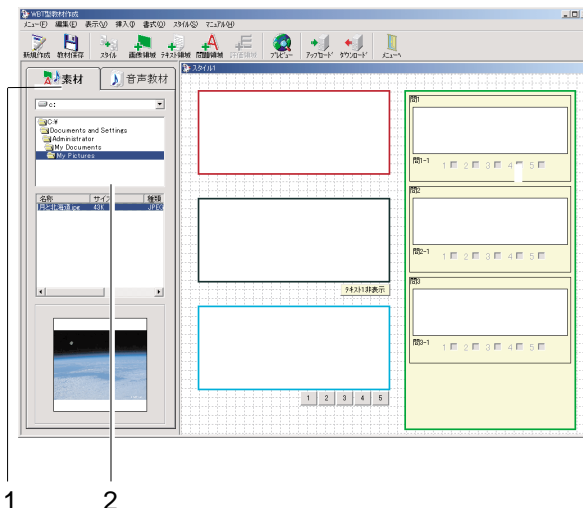 WBT型教材作成
メニュー(F) 編集(E) 表示(V) 挿入(I) 書式(O) スタイル(S) マニュアル(H)
新規作成 教材保存 スタイル 画像領域 テキスト領域 問題領域 プレビュー アップロード ダウンロード メニューへ
素材 音声教材
c:
C:¥
Documents and Settings
Administrator
My Documents
My Pictures
名称 サイズ 種類
43K JPEG
スタイル1
テキスト1非表示
1 2 3 4 5
問1
問1-1 1 2 3 4 5
問2
問2-1 1 2 3 4 5
問3
問3-1 1 2 3 4 5
1 2